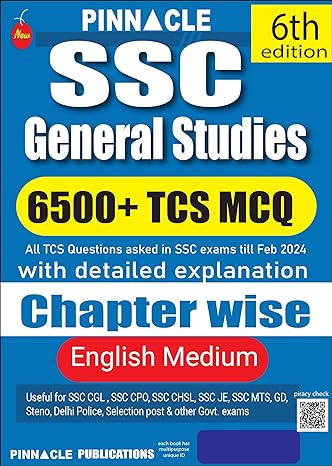 PINNACLE
New
6th
edition
SSC
General Studies
6500+ TCS MCQ
All TCS Questions asked in SSC exams till Feb 2024
with detailed explanation
Chapter wise
English Medium
Useful for SSC CGL , SSC CPO, SSC CHSL, SSC JE, SSC MTS, GD,
Steno, Delhi Police, Selection post & other Govt. exams
piracy check
PINNACLE PUBLICATIONS
each book has
multipurpose
unique ID